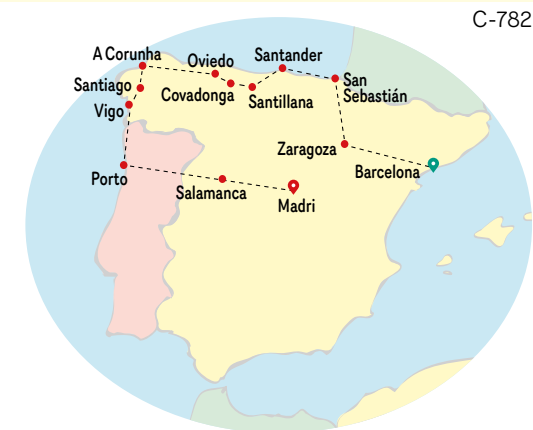 C-782
A Corunha
Oviedo
Santander
Santiago
Covadonga
Santillana
San
Sebastián
Vigo
Zaragoza
Barcelona
Porto
Salamanca
Madri